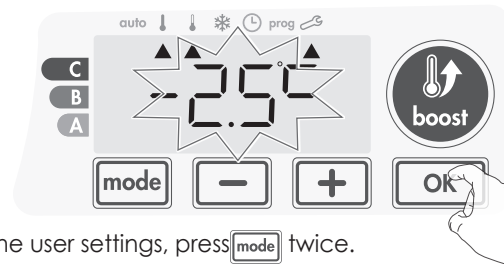 auto prog
C
B
A
-2.5°C
boost
mode - + OK
he user settings, press mode twice.